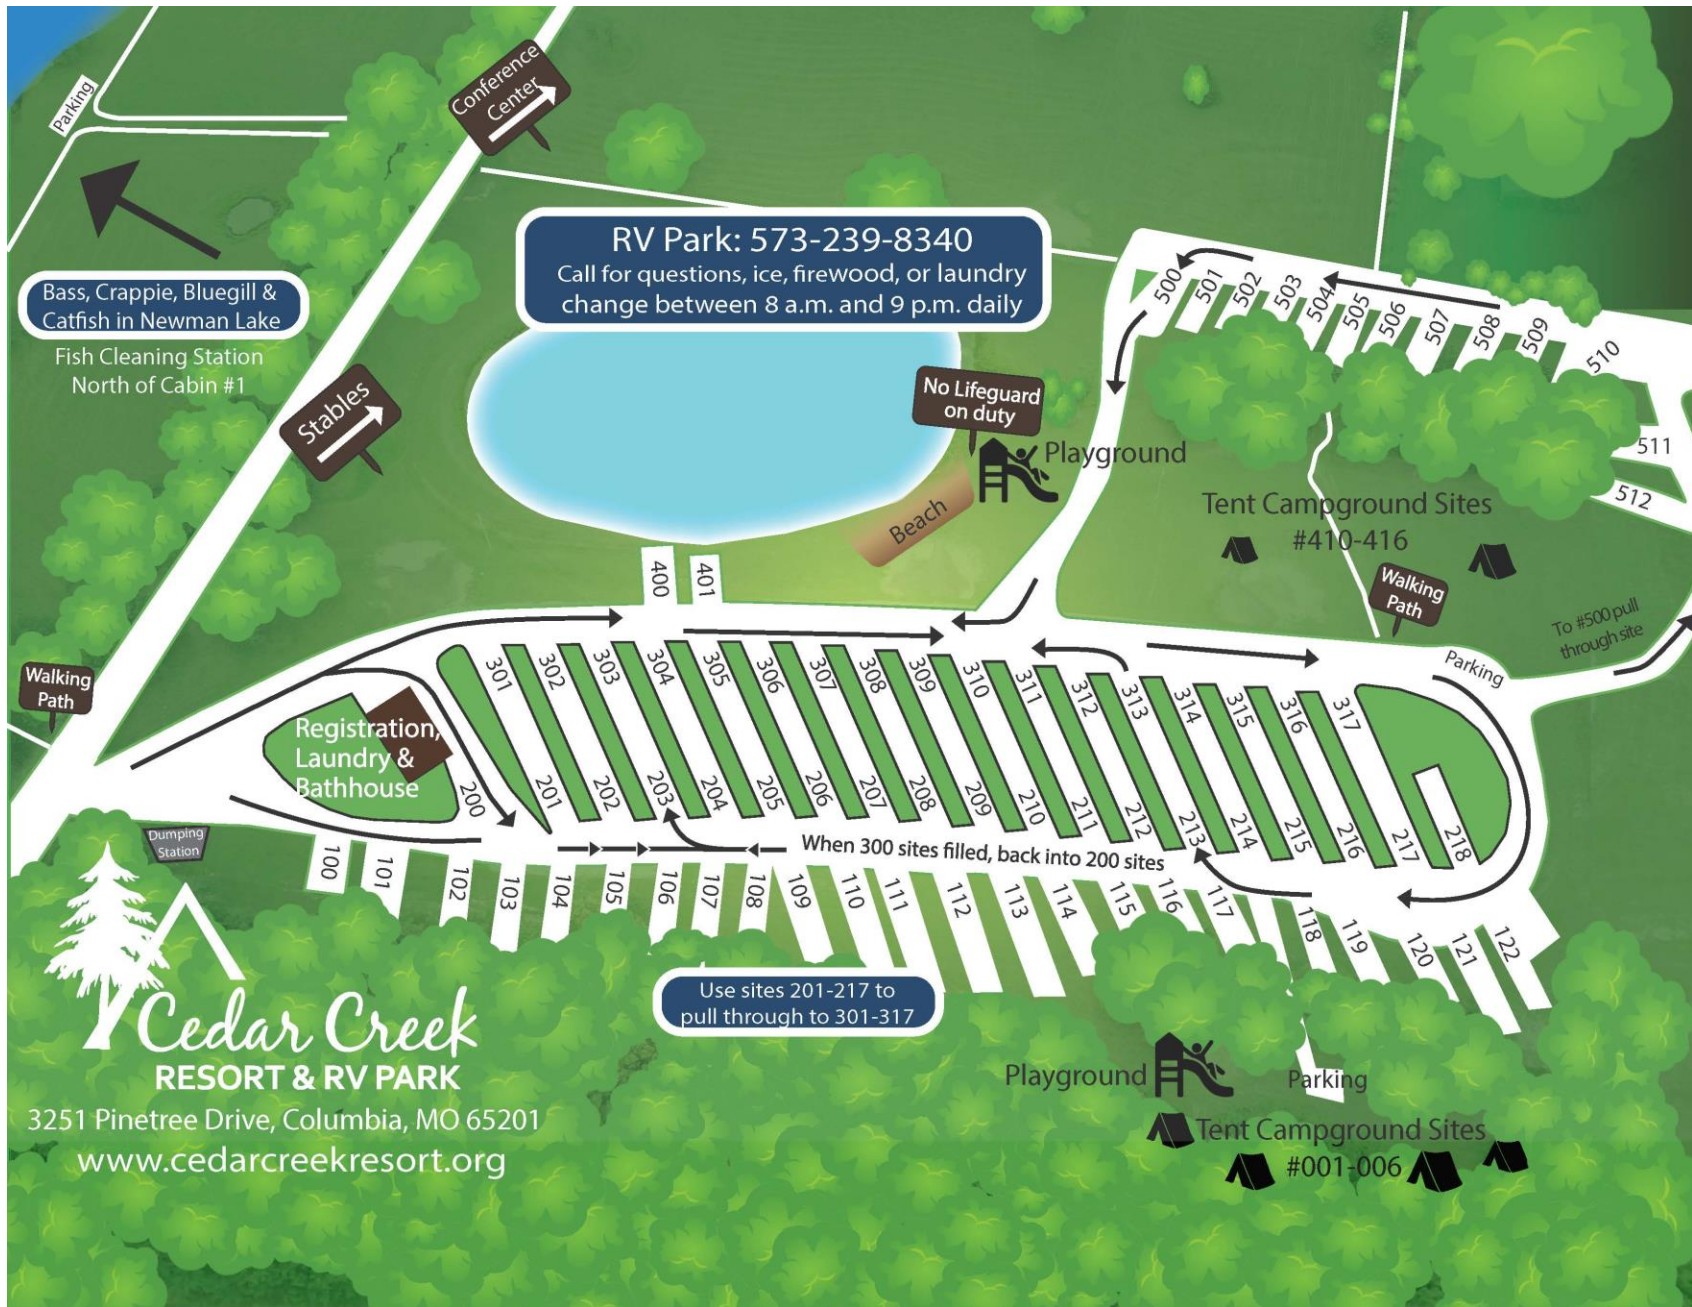 Parking
Conference
Center
RV Park: 573-239-8340
Call for questions, ice, firewood, or laundry
change between 8 a.m. and 9 p.m. daily
Bass, Crappie, Bluegill &
Catfish in Newman Lake
Fish Cleaning Station
North of Cabin #1
Stables
No Lifeguard
on duty
Playground
Beach
500
501
502
503
504
505
506
507
508
509
510
511
512
Tent Campground Sites
#410-416
Walking
Path
To #500 pull
through site
Parking
400
401
Walking
Path
Registration,
Laundry &
Bathhouse
301
302
303
304
305
306
307
308
309
310
311
312
313
314
315
316
317
200
201
202
203
204
205
206
207
208
209
210
211
212
213
214
215
216
217
218
When 300 sites filled, back into 200 sites
Dumping
Station
100
101
102
103
104
105
106
107
108
109
110
111
112
113
114
115
116
117
118
119
120
121
122
Use sites 201-217 to
pull through to 301-317
Cedar Creek
RESORT & RV PARK
3251 Pinetree Drive, Columbia, MO 65201
www.cedarcreekresort.org
Playground
Parking
Tent Campground Sites
#001-006